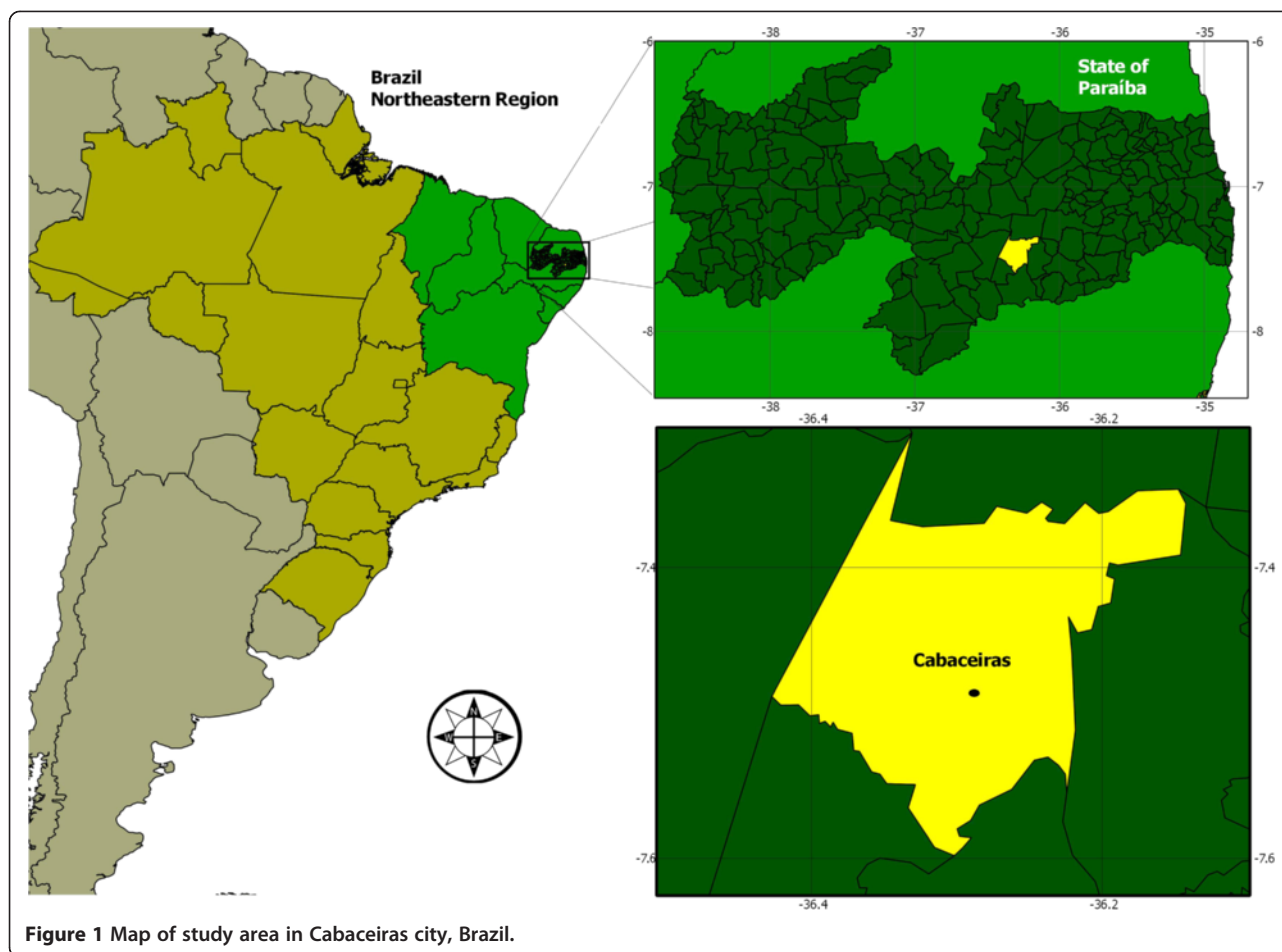 Brazil
Northeastern Region
-38
-37
-36
-35
-6
-6
State of
Paraíba
-7
-7
-8
-8
-38
-37
-36
-35
-36.4
-36.2
-7.4
-7.4
Cabaceiras
N
W
E
S
-7.6
-7.6
-36.4
-36.2
Figure 1 Map of study area in Cabaceiras city, Brazil.